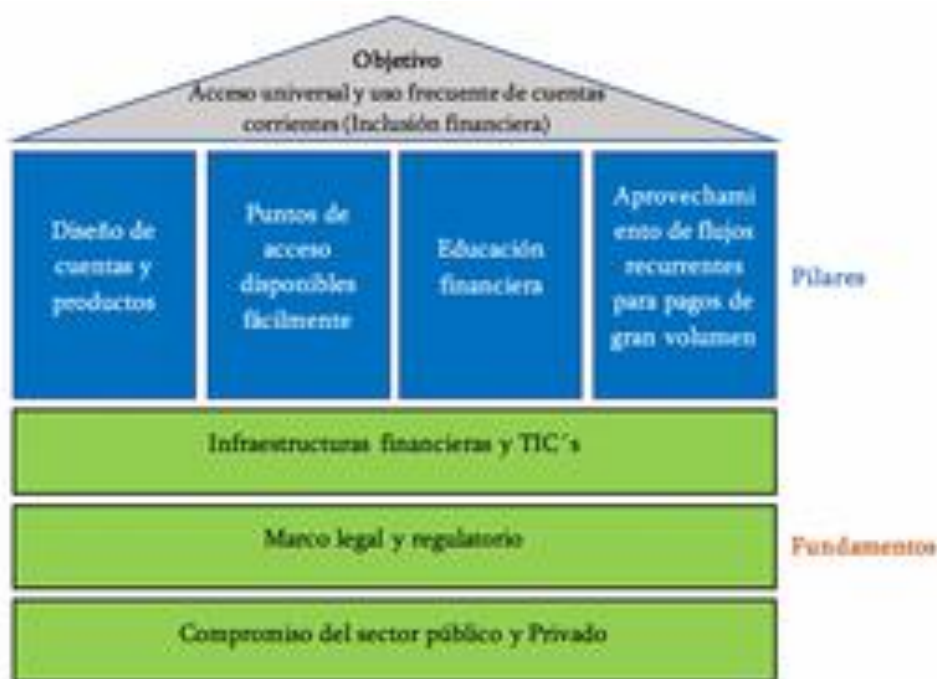 Objetivo
Acceso universal y uso frecuente de cuentas
corrientes (Inclusión financiera)
Diseño de
cuentas y
productos
Puntos de
acceso
disponibles
fácilmente
Educación
financiera
Aprovechami
ento de flujos
recurrentes
para pagos de
gran volumen
Pilares
Infraestructuras financieras y TIC´s
Marco legal y regulatorio
Fundamentos
Compromiso del sector público y Privado